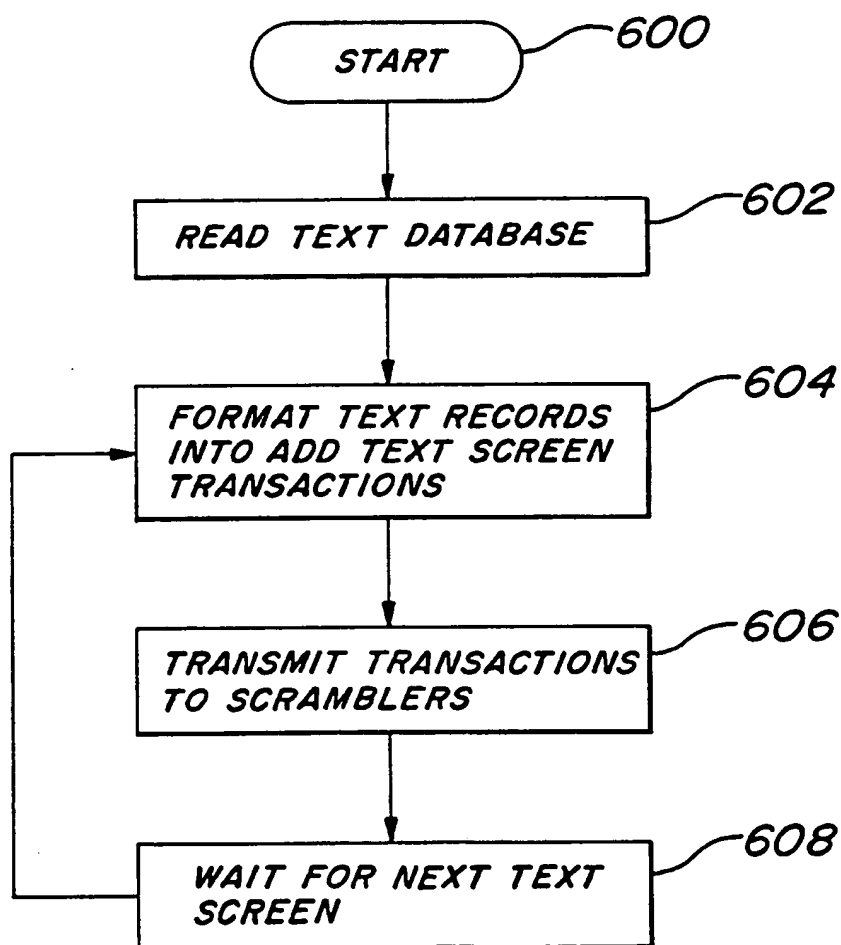 START
600
READ TEXT DATABASE
602
FORMAT TEXT RECORDS
INTO ADD TEXT SCREEN
TRANSACTIONS
604
TRANSMIT TRANSACTIONS
TO SCRAMBLERS
606
WAIT FOR NEXT TEXT
SCREEN
608